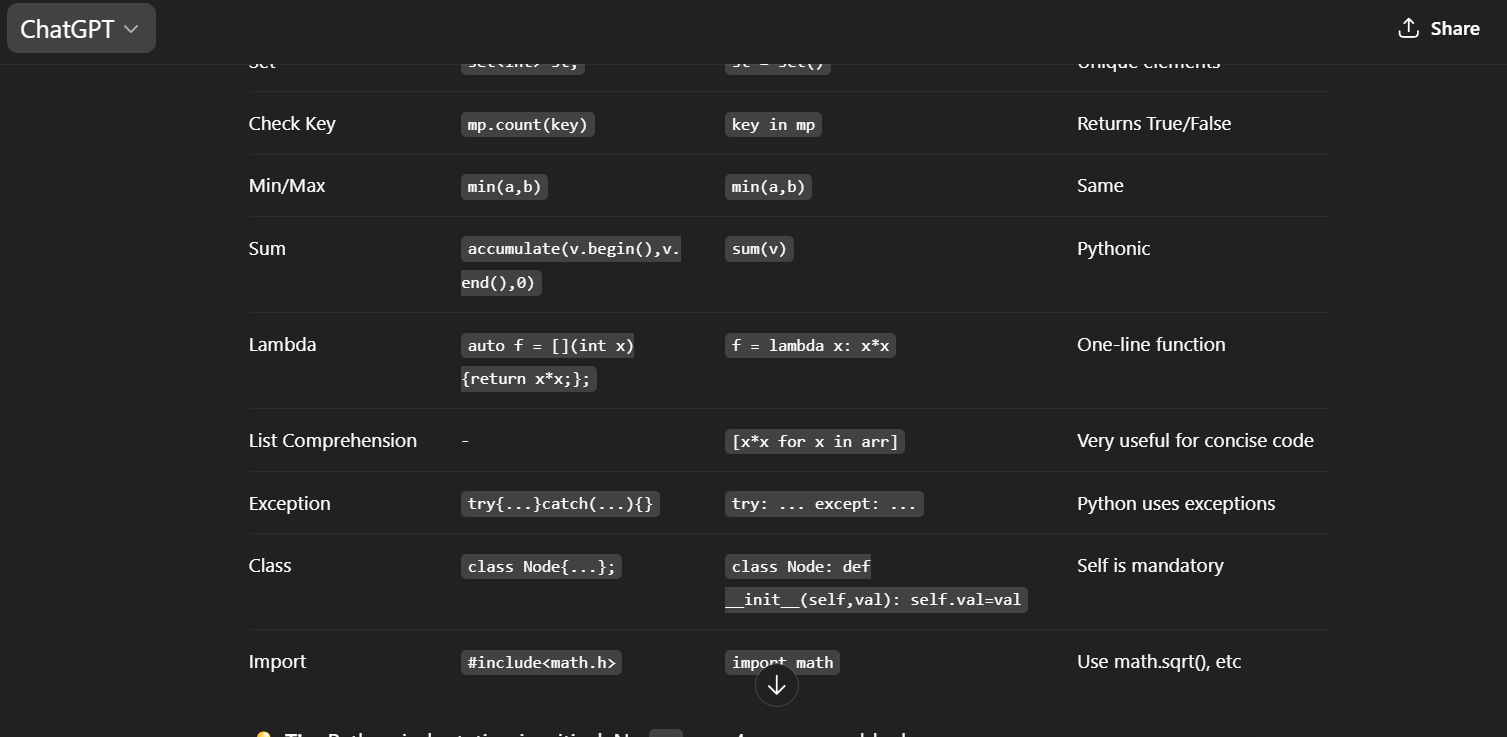 ChatGPT
Share
Set set<int> st; st = set() Unique elements
Check Key mp.count(key) key in mp Returns True/False
Min/Max min(a,b) min(a,b) Same
Sum accumulate(v.begin(),v. sum(v) Pythonic
end(),0)
Lambda auto f = [](int x) f = lambda x: x*x One-line function
{return x*x;};
List Comprehension - [x*x for x in arr] Very useful for concise code
Exception try{...}catch(...){} try: ... except: ... Python uses exceptions
Class class Node{...}; class Node: def Self is mandatory
__init__(self,val): self.val=val
Import #include<math.h> import math Use math.sqrt(), etc